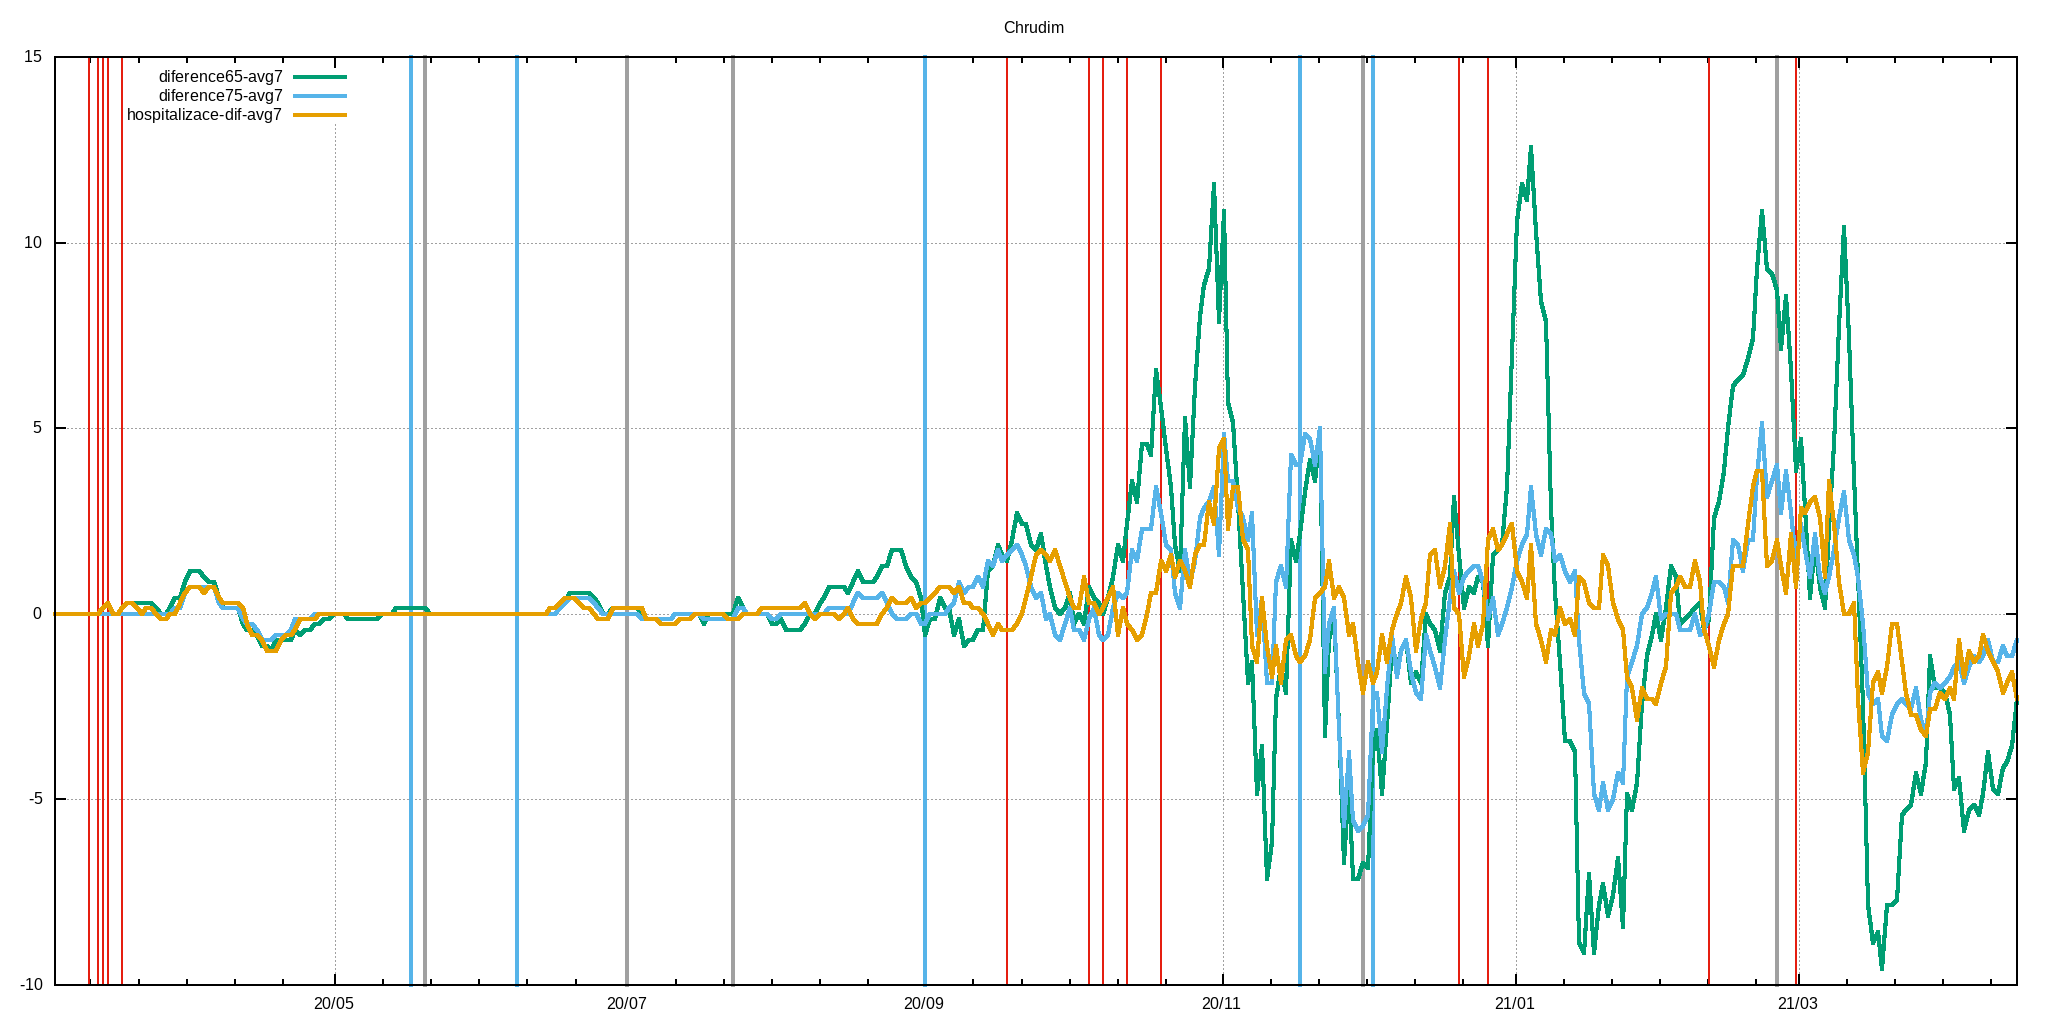 Chrudim
15
diference65-avg7
diference75-avg7
hospitalizace-dif-avg7
10
5
0
-5
-10
20/05 20/07 20/09 20/11 21/01 21/03